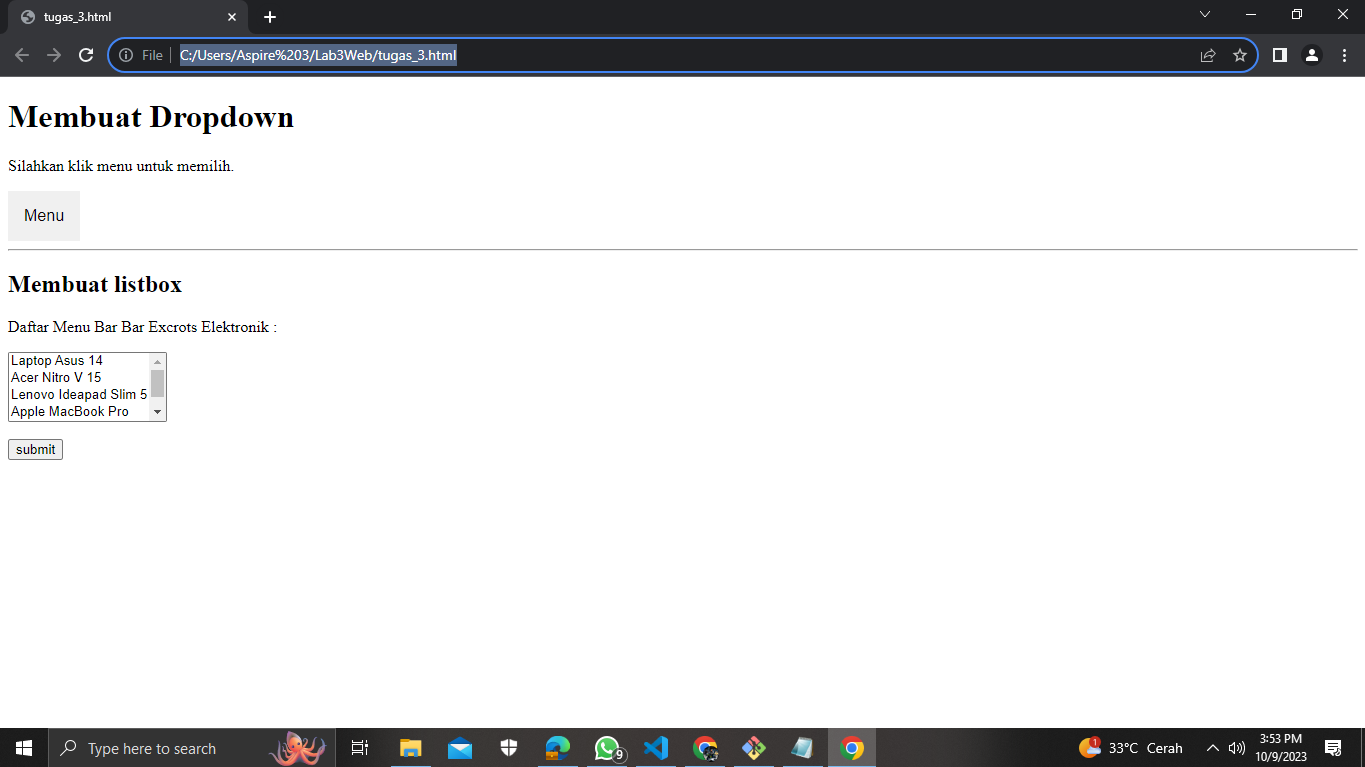 tugas_3.html
File
C:/Users/Aspire%203/Lab3Web/tugas_3.html
Membuat Dropdown
Silahkan klik menu untuk memilih.
Menu
Membuat listbox
Daftar Menu Bar Bar Excrots Elektronik :
Laptop Asus 14
Acer Nitro V 15
Lenovo Ideapad Slim 5
Apple MacBook Pro
submit
Type here to search
9
1
33°C Cerah
3:53 PM
10/9/2023